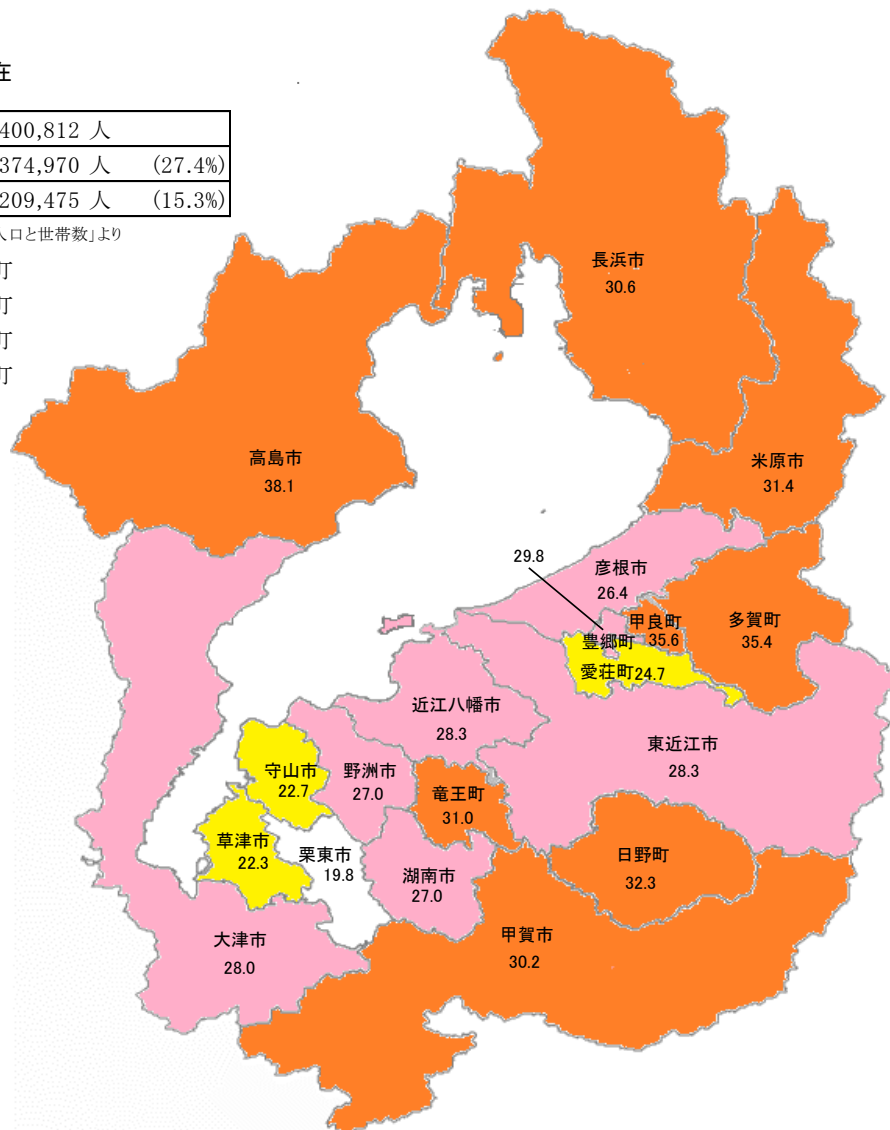 在
400,812 人
374,970 人 (27.4%)
209,475 人 (15.3%)
人口と世帯数」より
町
町
町
町
長浜市
30.6
高島市
38.1
米原市
31.4
29.8
彦根市
26.4
甲良町
35.6
多賀町
35.4
豊郷町
愛荘町24.7
近江八幡市
28.3
東近江市
28.3
守山市
22.7
野洲市
27.0
竜王町
31.0
草津市
22.3
栗東市
19.8
湖南市
27.0
日野町
32.3
大津市
28.0
甲賀市
30.2